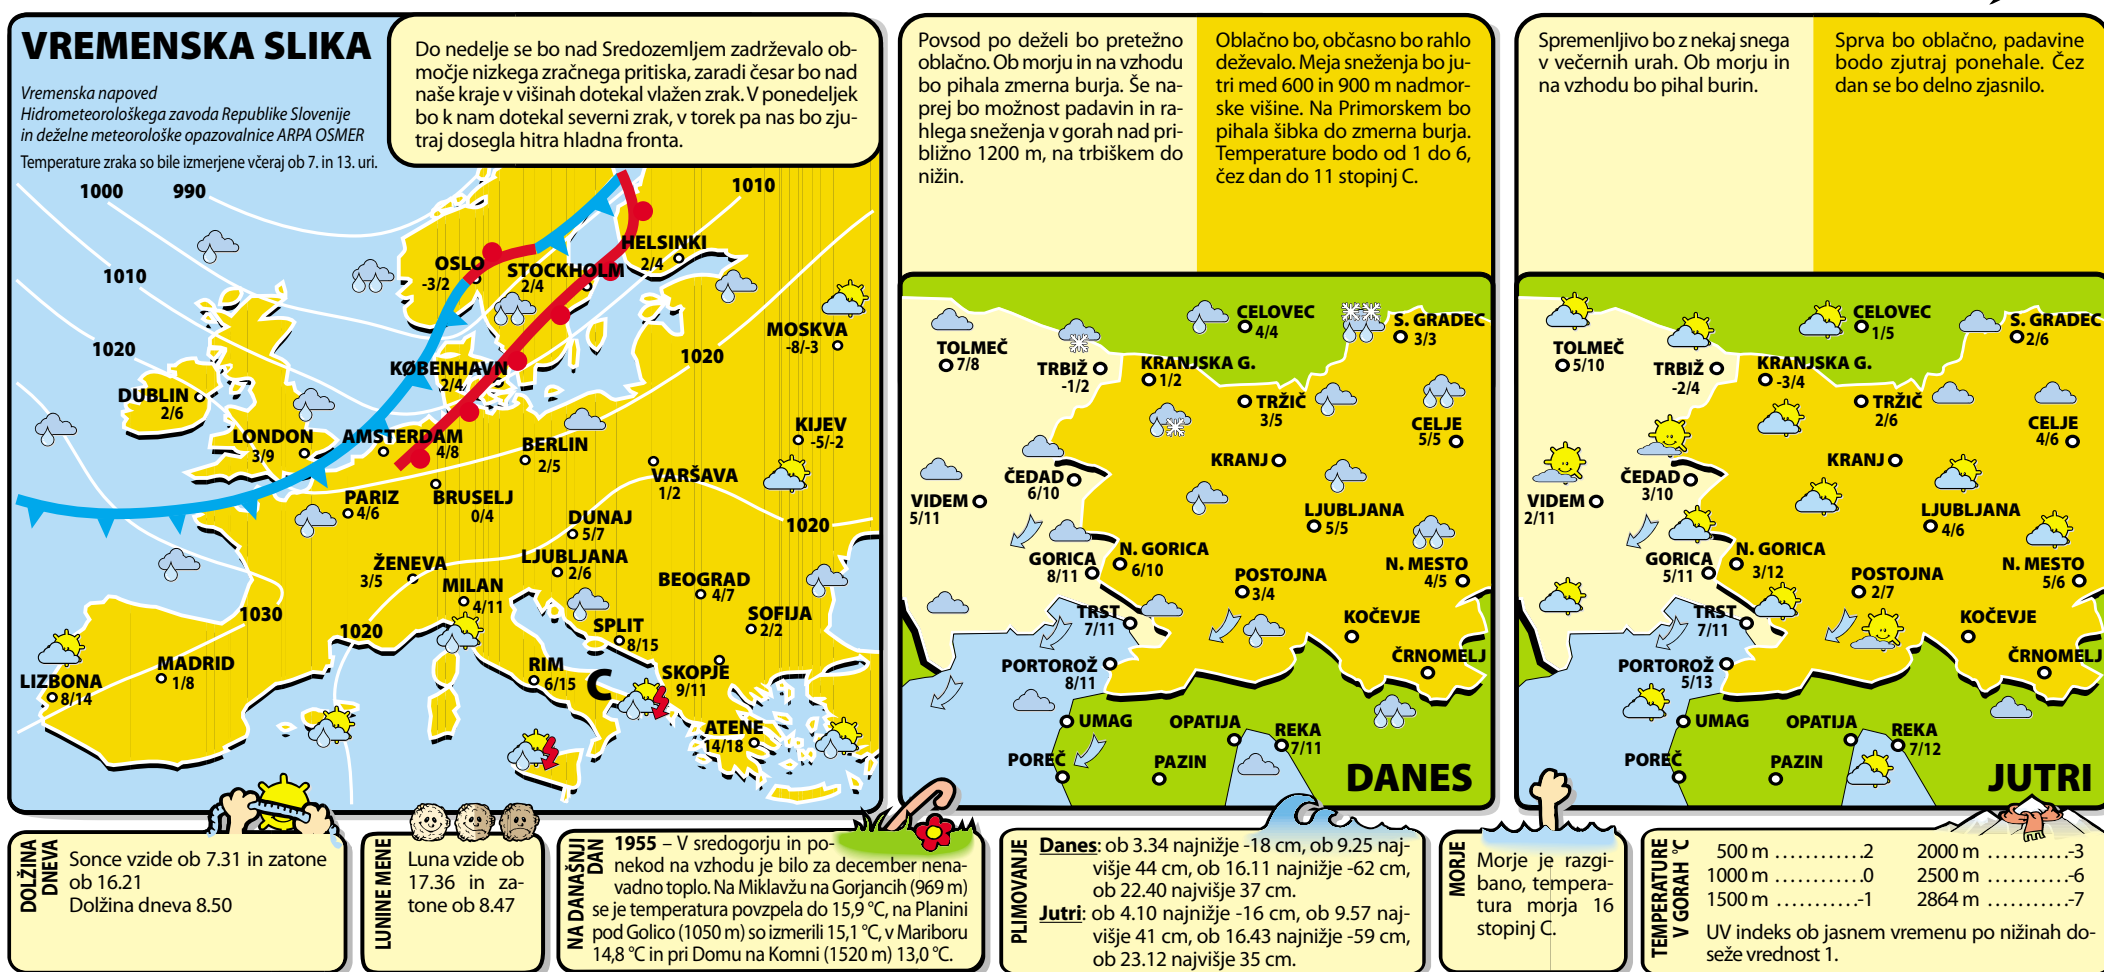 VREMENSKA SLIKA
Vremenska napoved
Hidrometeorološkega zavoda Republike Slovenije
in deželne meteorološke opazovalnice ARPA OSMER
Temperature zraka so bile izmerjene včeraj ob 7. in 13. uri.
Do nedelje se bo nad Sredozemljem zadrževalo ob-
močje nizkega zračnega pritiska, zaradi česar bo nad
naše kraje v višinah dotekal vlažen zrak. V ponedeljek
bo k nam dotekal severni zrak, v torek pa nas bo zju-
traj dosegla hitra hladna fronta.
1000
990
1010
1010
HELSINKI
2/4
OSLO
-3/2
STOCKHOLM
2/4
1020
MOSKVA
-8/-3
1020
KØBENHAVN
2/4
DUBLIN
2/6
LONDON
3/9
AMSTERDAM
4/8
BERLIN
2/5
KIJEV
-5/-2
VARŠAVA
1/2
PARIZ
4/6
BRUSELJ
0/4
DUNAJ
5/7
1020
ŽENEVA
3/5
LJUBLJANA
2/6
MILAN
4/11
BEOGRAD
4/7
1030
1020
SPLIT
8/15
SOFIJA
2/2
MADRID
1/8
LIZBONA
8/14
RIM
6/15
C
SKOPJE
9/11
ATENE
14/18
Povsod po deželi bo pretežno
oblačno. Ob morju in na vzhodu
bo pihala zmerna burja. Še na-
prej bo možnost padavin in ra-
hlega sneženja v gorah nad pri-
bližno 1200 m, na trbiškem do
nižin.
Oblačno bo, občasno bo rahlo
deževalo. Meja sneženja bo ju-
tri med 600 in 900 m nadmor-
ske višine. Na Primorskem bo
pihala šibka do zmerna burja.
Temperature bodo od 1 do 6,
čez dan do 11 stopinj C.
CELOVEC
4/4
S. GRADEC
3/3
TOLMEČ
7/8
TRBIŽ
-1/2
KRANJSKA G.
1/2
TRŽIČ
3/5
CELJE
5/5
KRANJ
ČEDAD
6/10
VIDEM
5/11
LJUBLJANA
5/5
GORICA
8/11
N. GORICA
6/10
N. MESTO
4/5
POSTOJNA
3/4
TRST
7/11
KOČEVJE
PORTOROŽ
8/11
ČRNOMELJ
UMAG
OPATIJA
REKA
7/11
POREČ
PAZIN
DANES
Spremenljivo bo z nekaj snega
v večernih urah. Ob morju in
na vzhodu bo pihal burin.
Sprva bo oblačno, padavine
bodo zjutraj ponehale. Čez
dan se bo delno zjasnilo.
CELOVEC
1/5
S. GRADEC
2/6
TOLMEČ
5/10
TRBIŽ
-2/4
KRANJSKA G.
-3/4
TRŽIČ
2/6
CELJE
4/6
KRANJ
ČEDAD
3/10
VIDEM
2/11
LJUBLJANA
4/6
GORICA
5/11
N. GORICA
3/12
N. MESTO
5/6
POSTOJNA
2/7
TRST
7/11
KOČEVJE
PORTOROŽ
5/13
ČRNOMELJ
UMAG
OPATIJA
REKA
7/12
POREČ
PAZIN
JUTRI
DOLŽINA
DNEVA
Sonce vzide ob 7.31 in zatone
ob 16.21
Dolžina dneva 8.50
LUNINE MENE
Luna vzide ob
17.36 in za-
tone ob 8.47
NA DANAŠNJI
DAN
1955 – V sredogorju in po-
nekod na vzhodu je bilo za december nena-
vadno toplo. Na Miklavžu na Gorjancih (969 m)
se je temperatura povzpela do 15,9 °C, na Planini
pod Golico (1050 m) so izmerili 15,1 °C, v Mariboru
14,8 °C in pri Domu na Komni (1520 m) 13,0 °C.
PLIMOVANJE
Danes: ob 3.34 najnižje -18 cm, ob 9.25 naj-
višje 44 cm, ob 16.11 najnižje -62 cm,
ob 22.40 najvišje 37 cm.
Jutri: ob 4.10 najnižje -16 cm, ob 9.57 naj-
višje 41 cm, ob 16.43 najnižje -59 cm,
ob 23.12 najvišje 35 cm.
MORJE
Morje je razgi-
bano, tempera-
tura morja 16
stopinj C.
TEMPERATURE
V GORAH °C
500 m ............2
1000 m ...........0
1500 m ..........-1
2000 m ..........-3
2500 m ..........-6
2864 m ..........-7
UV indeks ob jasnem vremenu po nižinah do-
seže vrednost 1.